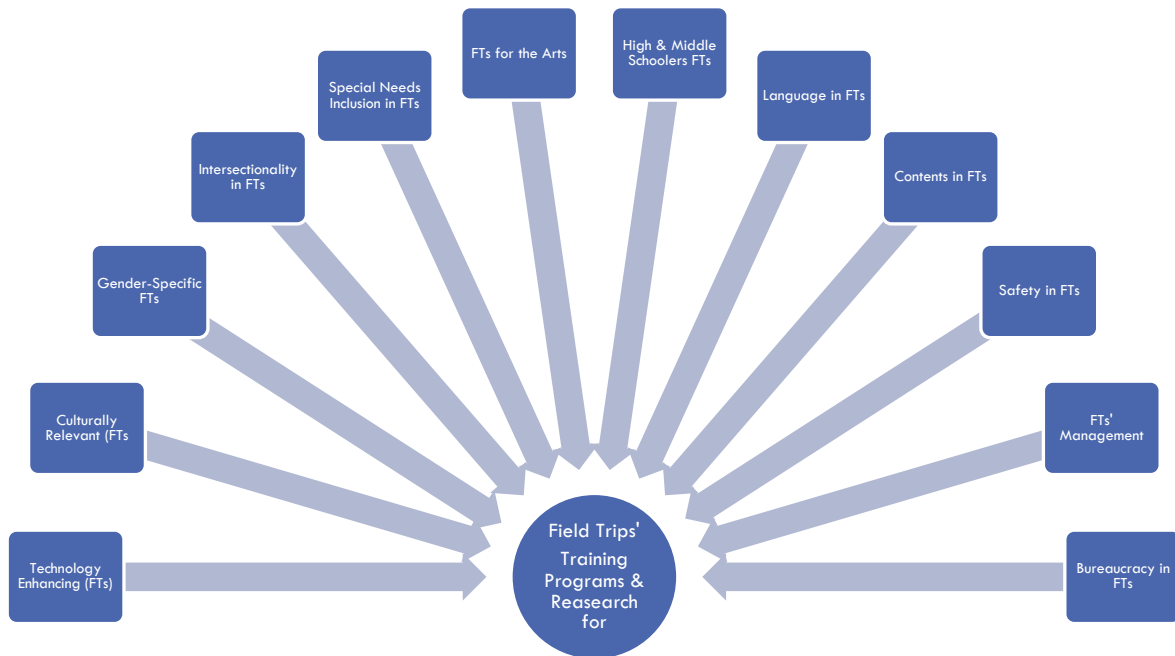 FTs for the Arts
High & Middle
Schoolers FTs
Special Needs
Inclusion in FTs
Language in FTs
Intersectionality
in FTs
Contents in FTs
Gender-Specific
FTs
Safety in FTs
Culturally
Relevant (FTs
FTs'
Management
Technology
Enhancing (FTs)
Field Trips'
Training
Programs &
Reasearch
for
Bureaucracy in
FTs